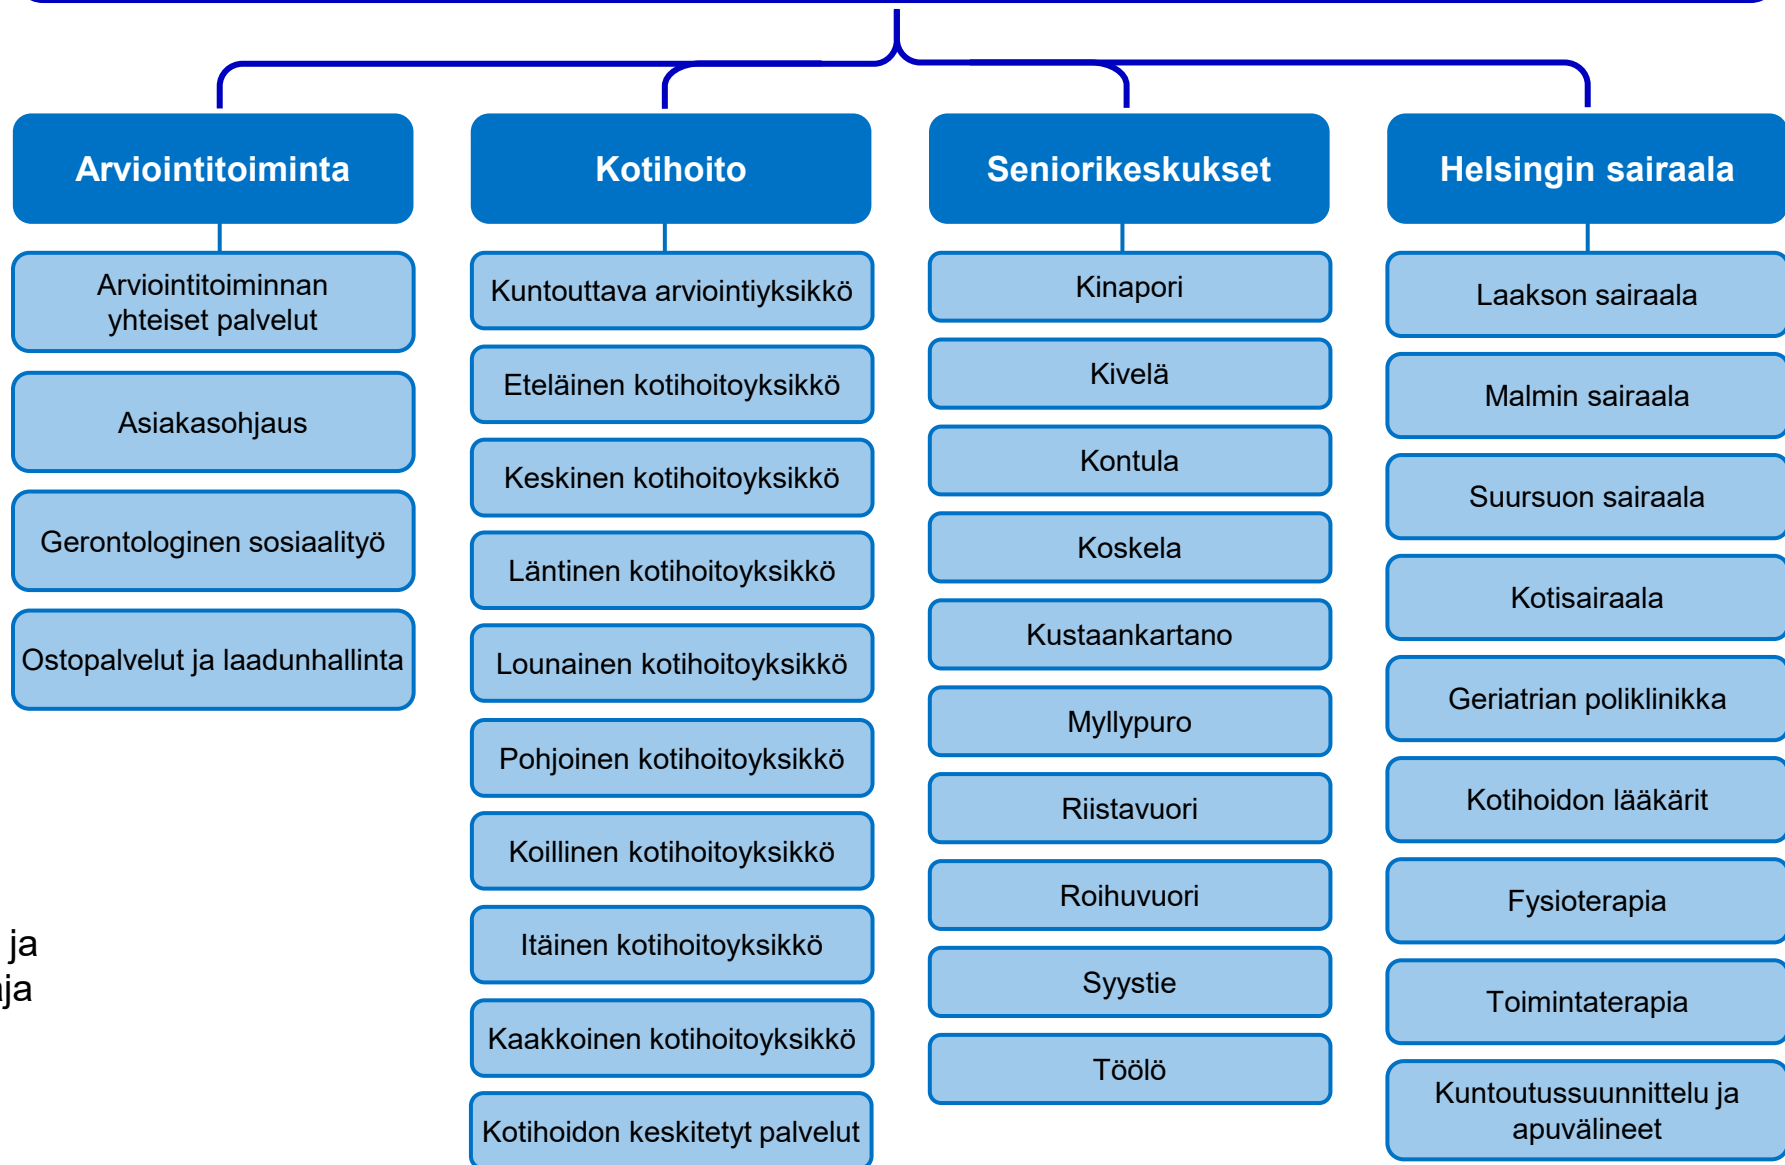 Arviointitoiminta
Arviointitoiminnan
yhteiset palvelut
Asiakasohjaus
Gerontologinen sosiaalityö
Ostopalvelut ja laadunhallinta
Kotihoito
Kuntouttava arviointiyksikkö
Eteläinen kotihoitoyksikkö
Keskinen kotihoitoyksikkö
Läntinen kotihoitoyksikkö
Lounainen kotihoitoyksikkö
Pohjoinen kotihoitoyksikkö
Koillinen kotihoitoyksikkö
Itäinen kotihoitoyksikkö
Kaakkoinen kotihoitoyksikkö
Kotihoidon keskitetyt palvelut
Seniorikeskukset
Kinapori
Kivelä
Kontula
Koskela
Kustaankartano
Myllypuro
Riistavuori
Roihuvuori
Syystie
Töölö
Helsingin sairaala
Laakson sairaala
Malmin sairaala
Suursuon sairaala
Kotisairaala
Geriatrian poliklinikka
Kotihoidon lääkärit
Fysioterapia
Toimintaterapia
Kuntoutussuunnittelu ja
apuvälineet
ja